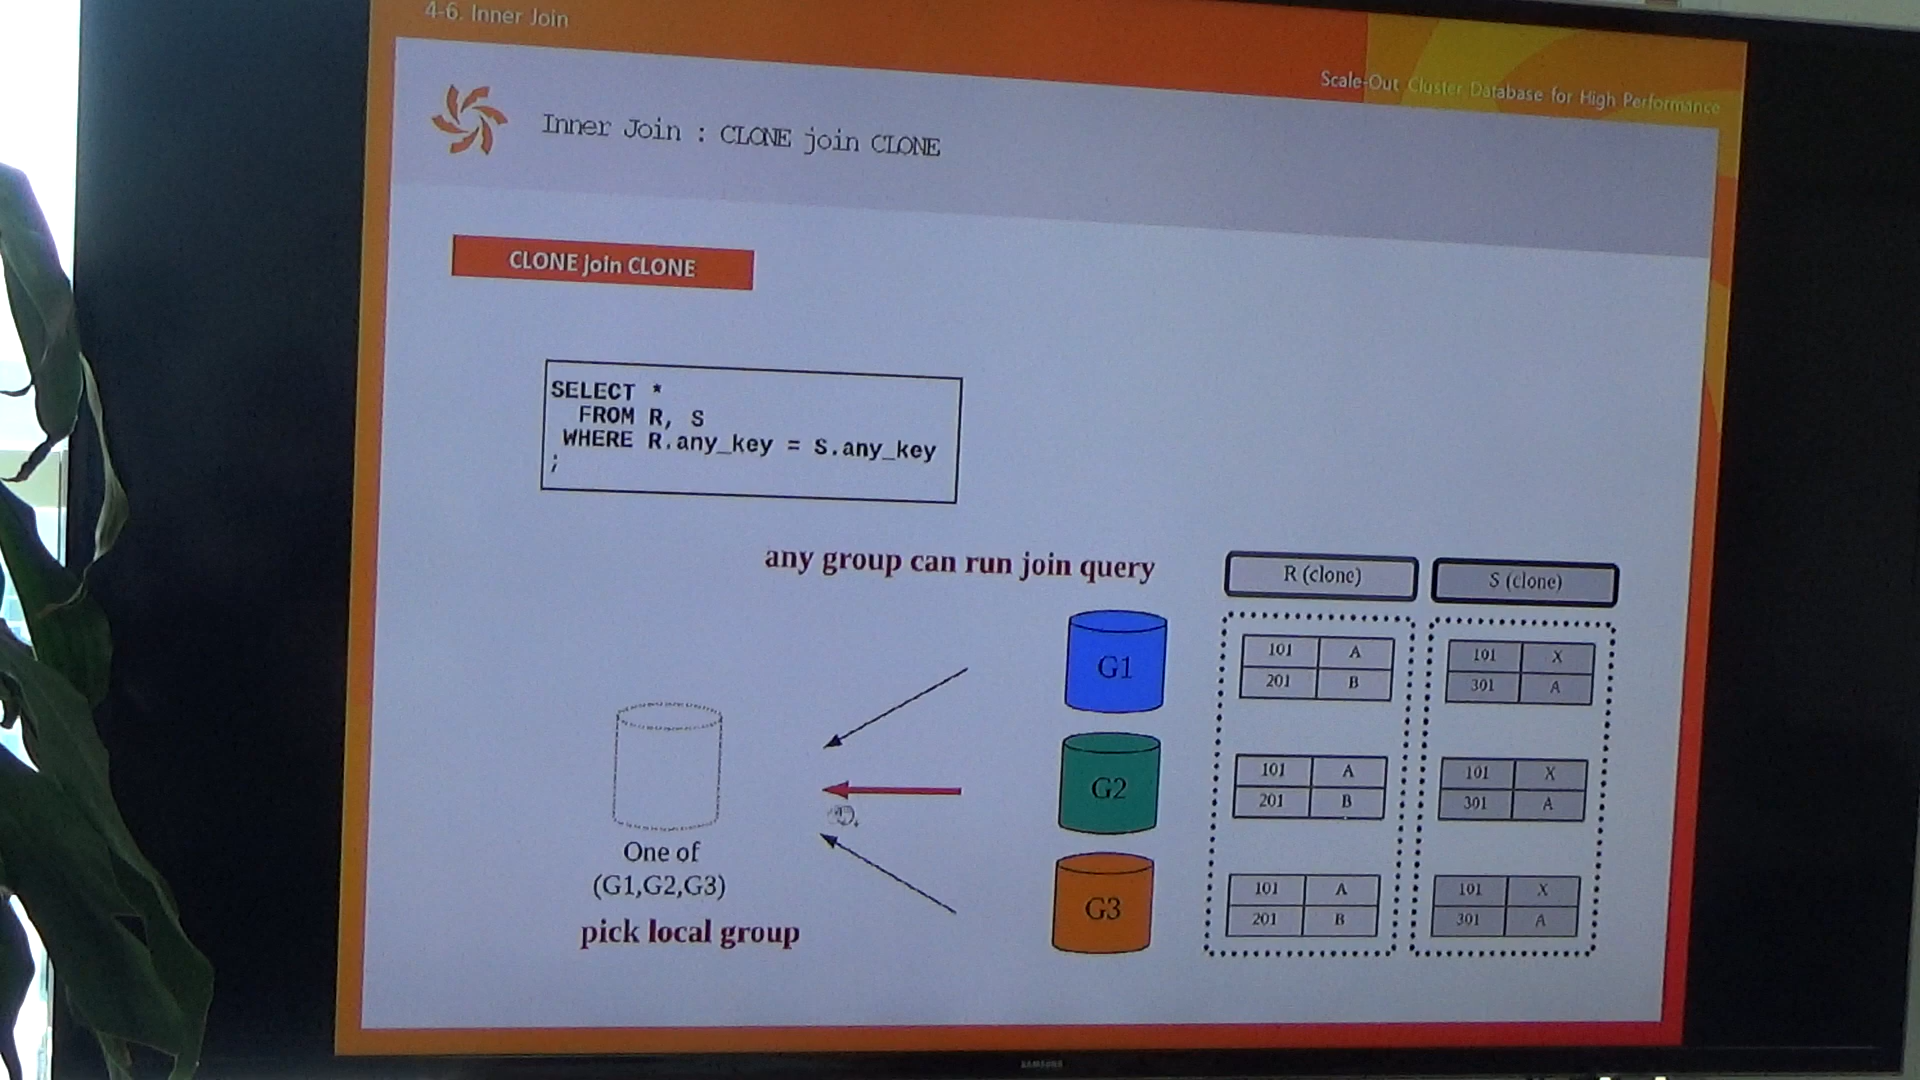 4-6. Inner Join
Scale-Out Cluster Database for High Performance
Inner Join : CLONE join CLONE
CLONE join CLONE
SELECT *
FROM R, S
WHERE R.any_key = S.any_key
;
any group can run join query
R (clone)
S (clone)
G1
101 A
201 B
101 X
301 A
G2
101 A
201 B
101 X
301 A
G3
101 A
201 B
101 X
301 A
One of
(G1,G2,G3)
pick local group
SAMSUNG